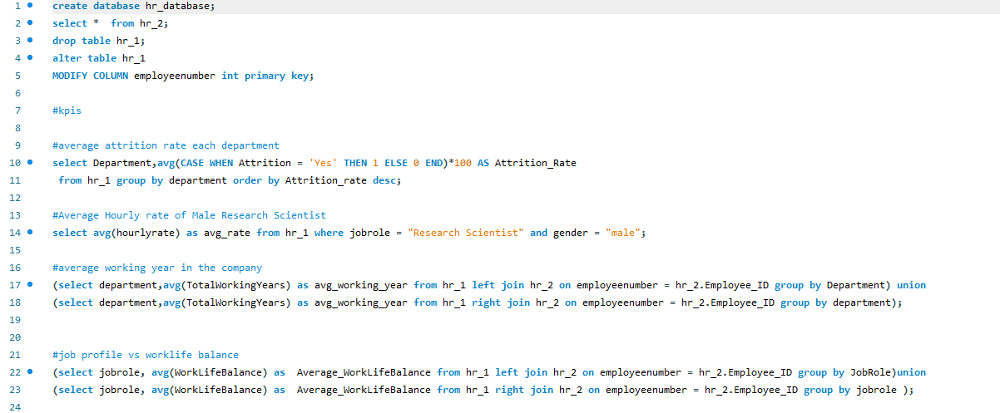 1 create database hr_database;
2 select *  from hr_2;
3 drop table hr_1;
4 alter table hr_1
5 MODIFY COLUMN employeenumber int primary key;
6
7 #kpis
8
9 #average attrition rate each department
10 select Department,avg(CASE WHEN Attrition = 'Yes' THEN 1 ELSE 0 END)*100 AS Attrition_Rate
11  from hr_1 group by department order by Attrition_rate desc;
12
13 #Average Hourly rate of Male Research Scientist
14 select avg(hourlyrate) as avg_rate from hr_1 where jobrole = "Research Scientist" and gender = "male";
15
16 #average working year in the company
17 (select department,avg(TotalWorkingYears) as avg_working_year from hr_1 left join hr_2 on employeenumber = hr_2.Employee_ID group by Department) union
18 (select department,avg(TotalWorkingYears) as avg_working_year from hr_1 right join hr_2 on employeenumber = hr_2.Employee_ID group by department);
19
20
21 #job profile vs worklife balance
22 (select jobrole, avg(WorkLifeBalance) as  Average_WorkLifeBalance from hr_1 left join hr_2 on employeenumber = hr_2.Employee_ID group by JobRole)union
23 (select jobrole, avg(WorkLifeBalance) as  Average_WorkLifeBalance from hr_1 right join hr_2 on employeenumber = hr_2.Employee_ID group by jobrole );
24